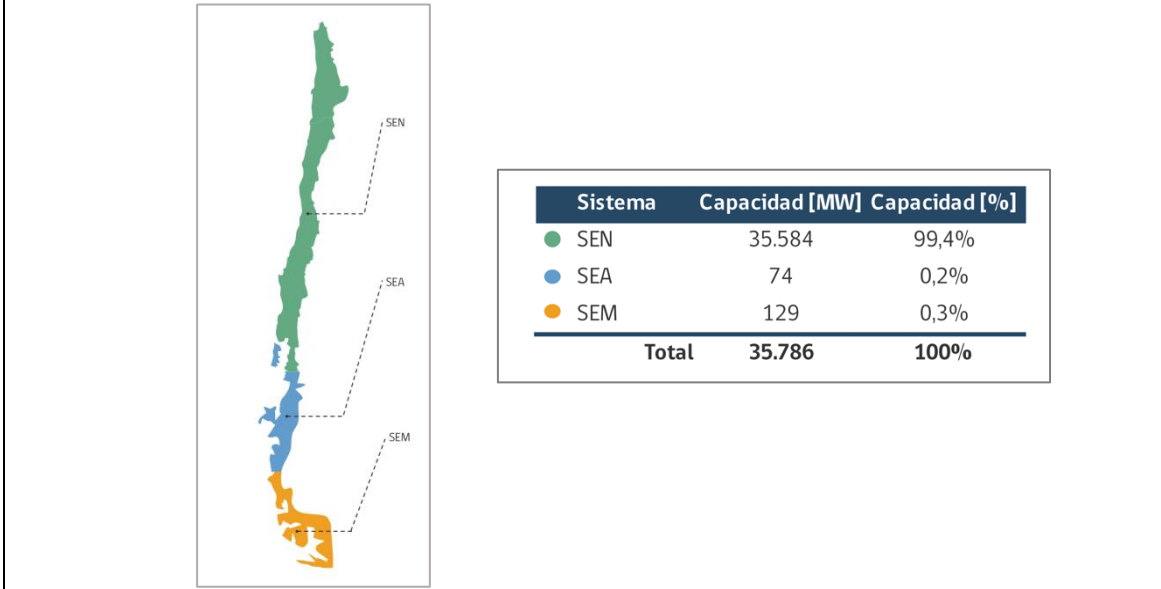 SEN
SEA
SEM
Sistema Capacidad [MW] Capacidad [%]
SEN 35.584 99,4%
SEA 74 0,2%
SEM 129 0,3%
Total 35.786 100%